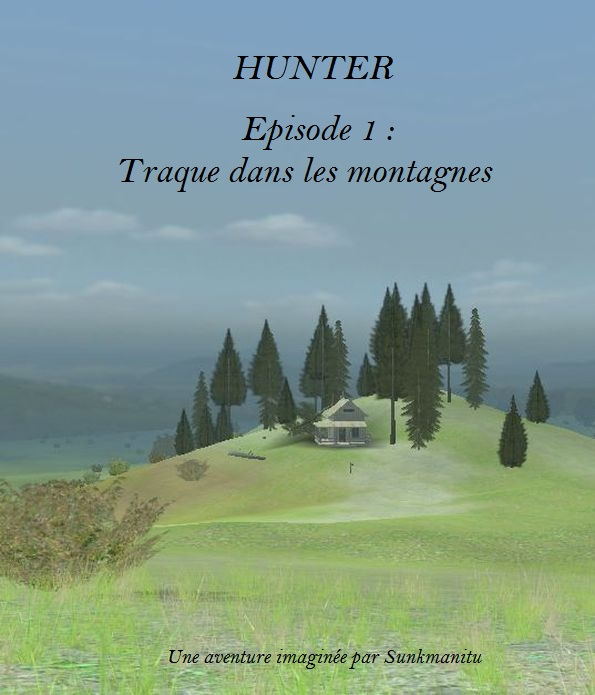 HUNTER
Episode 1 :
Traque dans les montagnes
Une aventure imaginée par Sunkmanitu